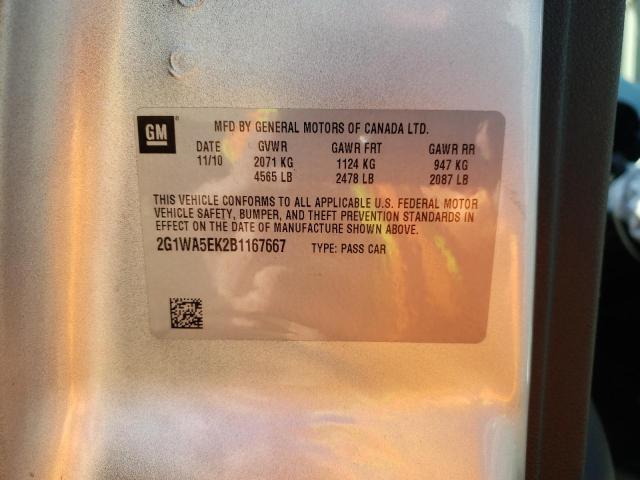 GM
MFD BY GENERAL MOTORS OF CANADA LTD.
DATE GVWR GAWR FRT GAWR RR
11/10 2071 KG 1124 KG 947 KG
4565 LB 2478 LB 2087 LB
THIS VEHICLE CONFORMS TO ALL APPLICABLE U.S. FEDERAL MOTOR
VEHICLE SAFETY, BUMPER, AND THEFT PREVENTION STANDARDS IN
EFFECT ON THE DATE OF MANUFACTURE SHOWN ABOVE.
2G1WA5EK2B1167667 TYPE: PASS CAR